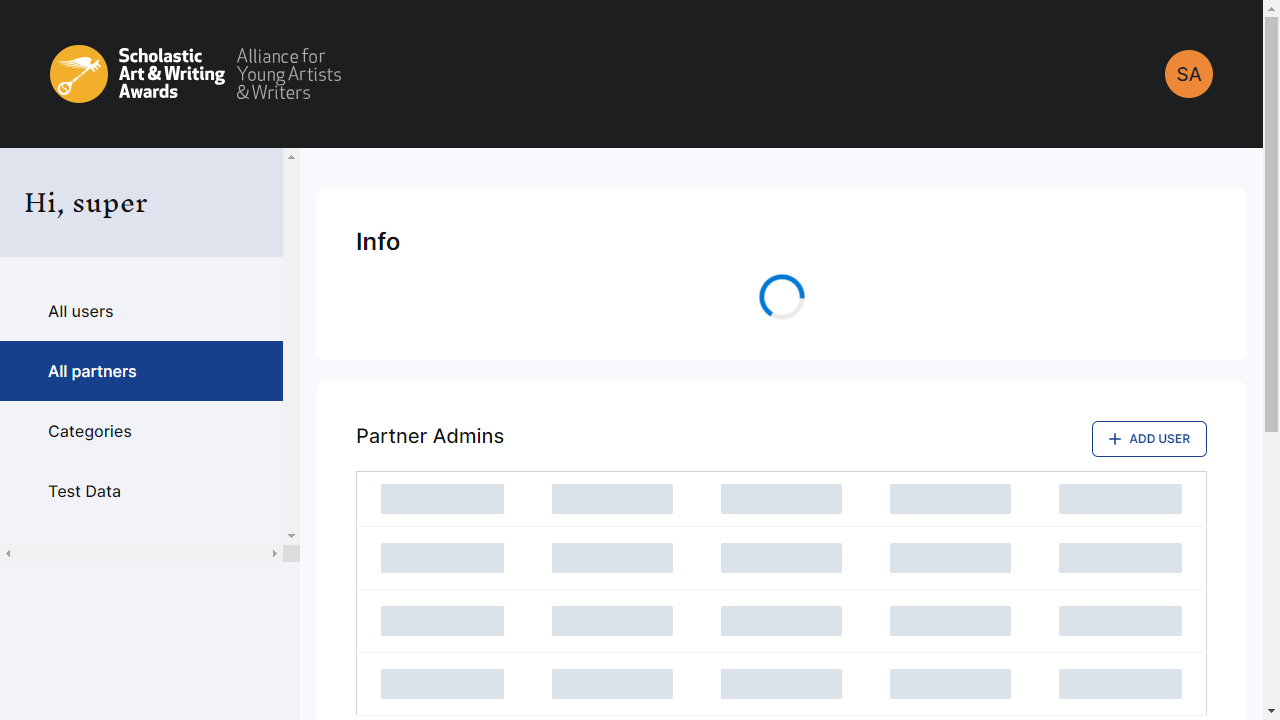 Scholastic
Art & Writing
Awards
Alliance for
Young Artists
& Writers
SA
Hi, super
All users
All partners
Categories
Test Data
Info
Partner Admins
ADD USER